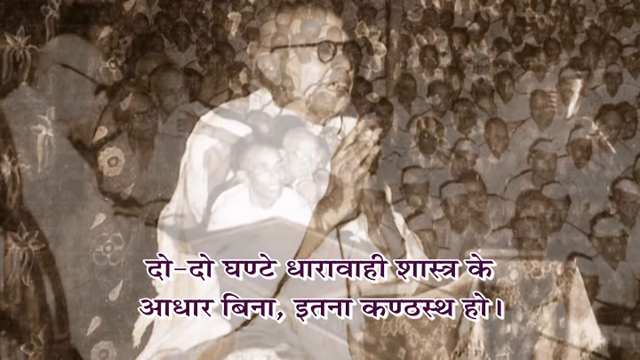 दो-दो घण्टे धारावाही शास्त्र के
आधार बिना, इतना कण्ठस्थ हो।